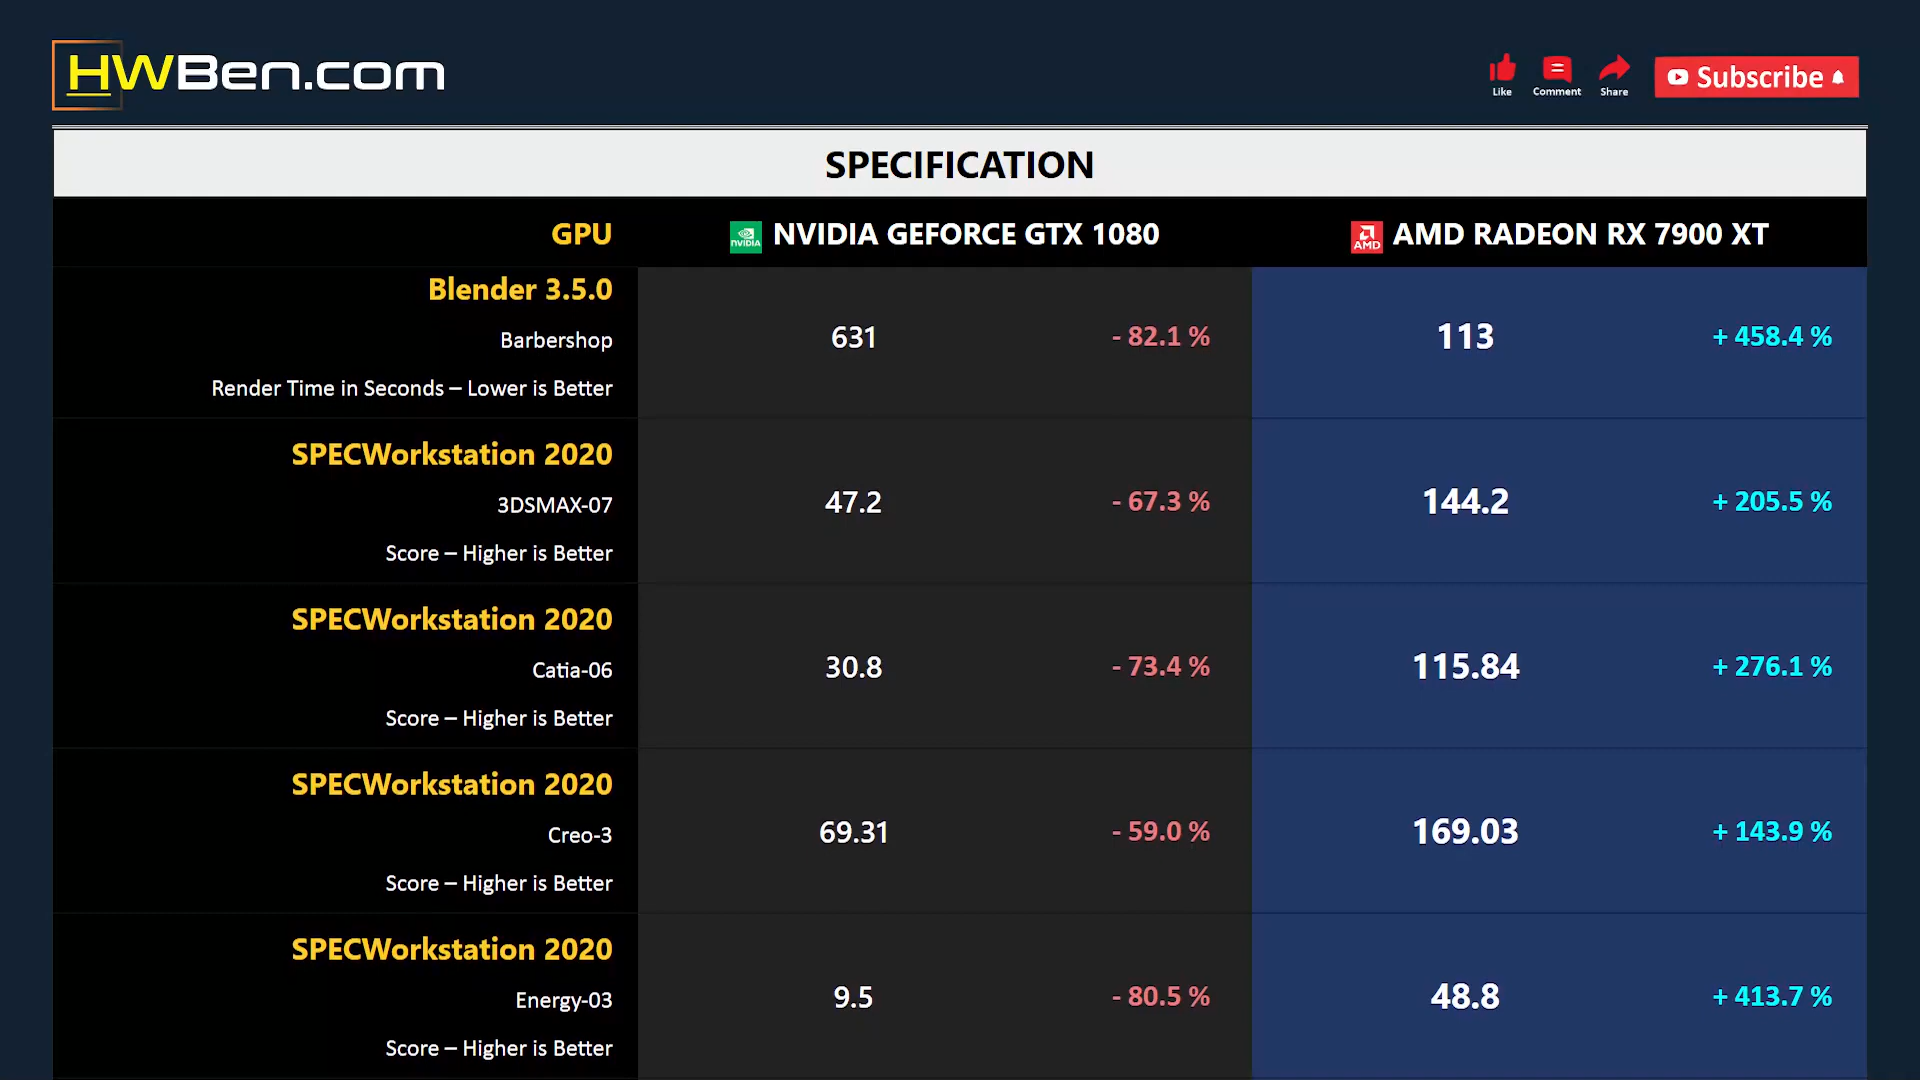 HWBen.com
Like
Comment
Share
Subscribe
SPECIFICATION
GPU
NVIDIA
NVIDIA GEFORCE GTX 1080
AMD
AMD RADEON RX 7900 XT
Blender 3.5.0
Barbershop
Render Time in Seconds – Lower is Better
631
- 82.1 %
113
+ 458.4 %
SPECWorkstation 2020
3DSMAX-07
Score – Higher is Better
47.2
- 67.3 %
144.2
+ 205.5 %
SPECWorkstation 2020
Catia-06
Score – Higher is Better
30.8
- 73.4 %
115.84
+ 276.1 %
SPECWorkstation 2020
Creo-3
Score – Higher is Better
69.31
- 59.0 %
169.03
+ 143.9 %
SPECWorkstation 2020
Energy-03
Score – Higher is Better
9.5
- 80.5 %
48.8
+ 413.7 %